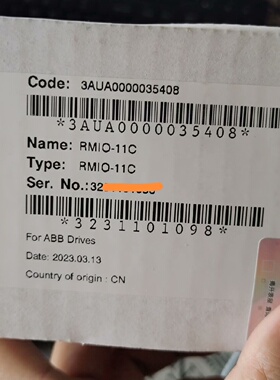 Code: 3AUA0000035408
*3AUA0000035408*
Name: RMIO-11C
Type: RMIO-11C
Ser. No.:
*3231101098*
For ABB Drives
Date: 2023.03.13
Country of origin : CN